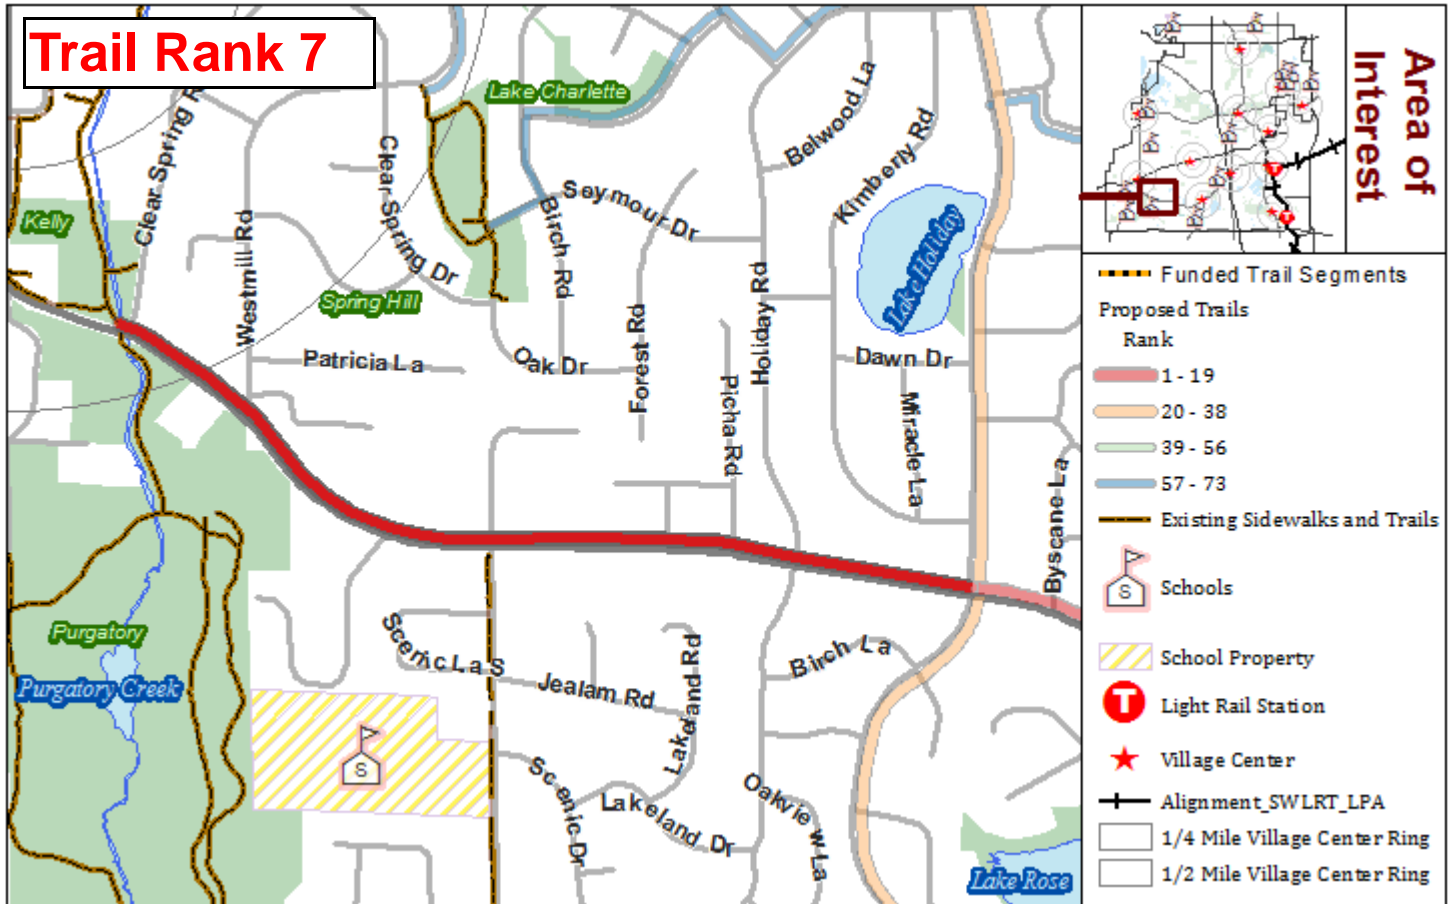 Trail Rank 7
Area of
Interest
Lake Charlette
Belwood La
Clear Spring R
Clear Spring Dr
Kimberly Rd
Seymour Dr
Birch Rd
Kelly
Westmill Rd
Lake Holiday
Spring Hill
Holiday Rd
Forest Rd
Patricia La
Oak Dr
Dawn Dr
Picha Rd
Miracle La
Byscane La
Purgatory
Purgatory Creek
Scenic La S
Jealam Rd
Lakeland Rd
Birch La
S
Scenic Dr
Lakeland Dr
Oakview La
Lake Rose
Funded Trail Segments
Proposed Trails
Rank
1 - 19
20 - 38
39 - 56
57 - 73
Existing Sidewalks and Trails
S
Schools
School Property
T
Light Rail Station
Village Center
Alignment_SWLRT_LPA
1/4 Mile Village Center Ring
1/2 Mile Village Center Ring